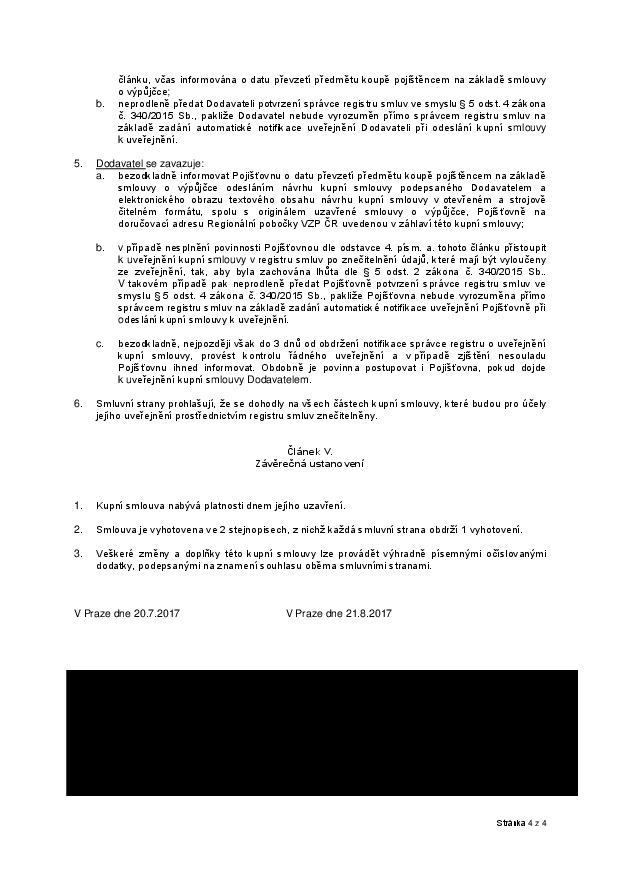 článku, včas informována o datu převzetí předmětu koupě pojištěncem na základě smlouvy
o výpůjčce;
b. neprodleně předat Dodavateli potvrzení správce registru smluv ve smyslu § 5 odst. 4 zákona
č. 340/2015 Sb., pakliže Dodavatel nebude vyrozuměn přímo správcem registru smluv na
základě zadání automatické notifikace uveřejnění Dodavateli při odeslání kupní smlouvy
k uveřejnění.
5. Dodavatel se zavazuje:
a. bezodkladně informovat Pojišťovnu o datu převzetí předmětu koupě pojištěncem na základě
smlouvy o výpůjčce odesláním návrhu kupní smlouvy podepsaného Dodavatelem a
elektronického obrazu textového obsahu návrhu kupní smlouvy v otevřeném a strojově
čitelném formátu, spolu s originálem uzavřené smlouvy o výpůjčce, Pojišťovně na
doručovací adresu Regionální pobočky VZP ČR uvedenou v záhlaví této kupní smlouvy;
b. v případě nesplnění povinnosti Pojišťovnou dle odstavce 4. písm. a. tohoto článku přistoupit
k uveřejnění kupní smlouvy v registru smluv po znečitelnění údajů, které mají být vyloučeny
ze zveřejnění, tak, aby byla zachována lhůta dle § 5 odst. 2 zákona č. 340/2015 Sb..
V takovém případě pak neprodleně předat Pojišťovně potvrzení správce registru smluv ve
smyslu § 5 odst. 4 zákona č. 340/2015 Sb., pakliže Pojišťovna nebude vyrozuměna přímo
správcem registru smluv na základě zadání automatické notifikace uveřejnění Pojišťovně při
odeslání kupní smlouvy k uveřejnění.
c. bezodkladně, nejpozději však do 3 dnů od obdržení notifikace správce registru o uveřejnění
kupní smlouvy, provést kontrolu řádného uveřejnění a v případě zjištění nesouladu
Pojišťovnu ihned informovat. Obdobně je povinna postupovat i Pojišťovna, pokud dojde
k uveřejnění kupní smlouvy Dodavatelem.
6. Smluvní strany prohlašují, že se dohodly na všech částech kupní smlouvy, které budou pro účely
jejího uveřejnění prostřednictvím registru smluv znečitelněny.
Článek V.
Závěrečná ustanovení
1. Kupní smlouva nabývá platnosti dnem jejího uzavření.
2. Smlouva je vyhotovena ve 2 stejnopisech, z nichž každá smluvní strana obdrží 1 vyhotovení.
3. Veškeré změny a doplňky této kupní smlouvy lze provádět výhradně písemnými očíslovanými
dodatky, podepsanými na znamení souhlasu oběma smluvními stranami.
V Praze dne 20.7.2017 V Praze dne 21.8.2017
Stránka 4 z 4